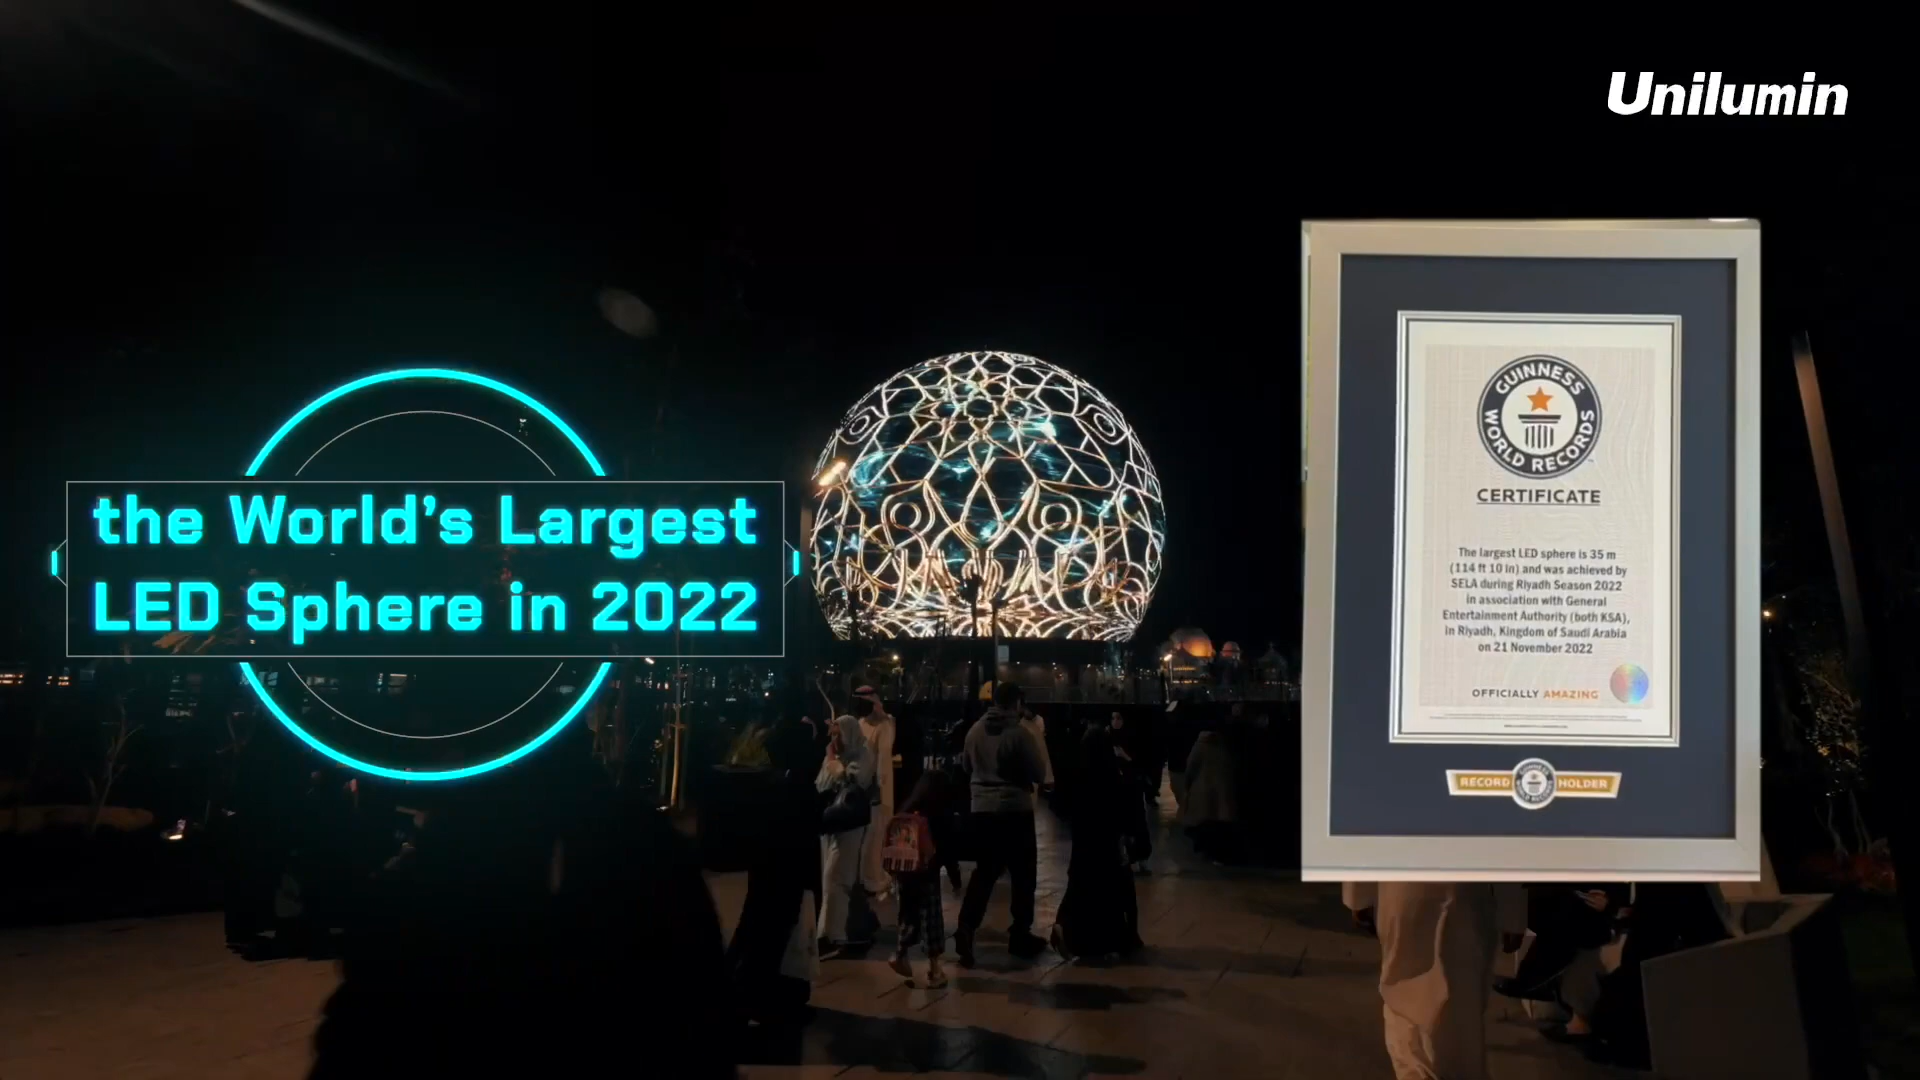 Unilumin
the World's Largest
LED Sphere in 2022
GUINNESS
WORLD RECORDS
CERTIFICATE
The largest LED sphere is 35 m
(114 ft 10 in) and was achieved by
SELA during Riyadh Season 2022
in association with General
Entertainment Authority (both KSA),
in Riyadh, Kingdom of Saudi Arabia
on 21 November 2022
OFFICIALLY AMAZING
RECORD HOLDER